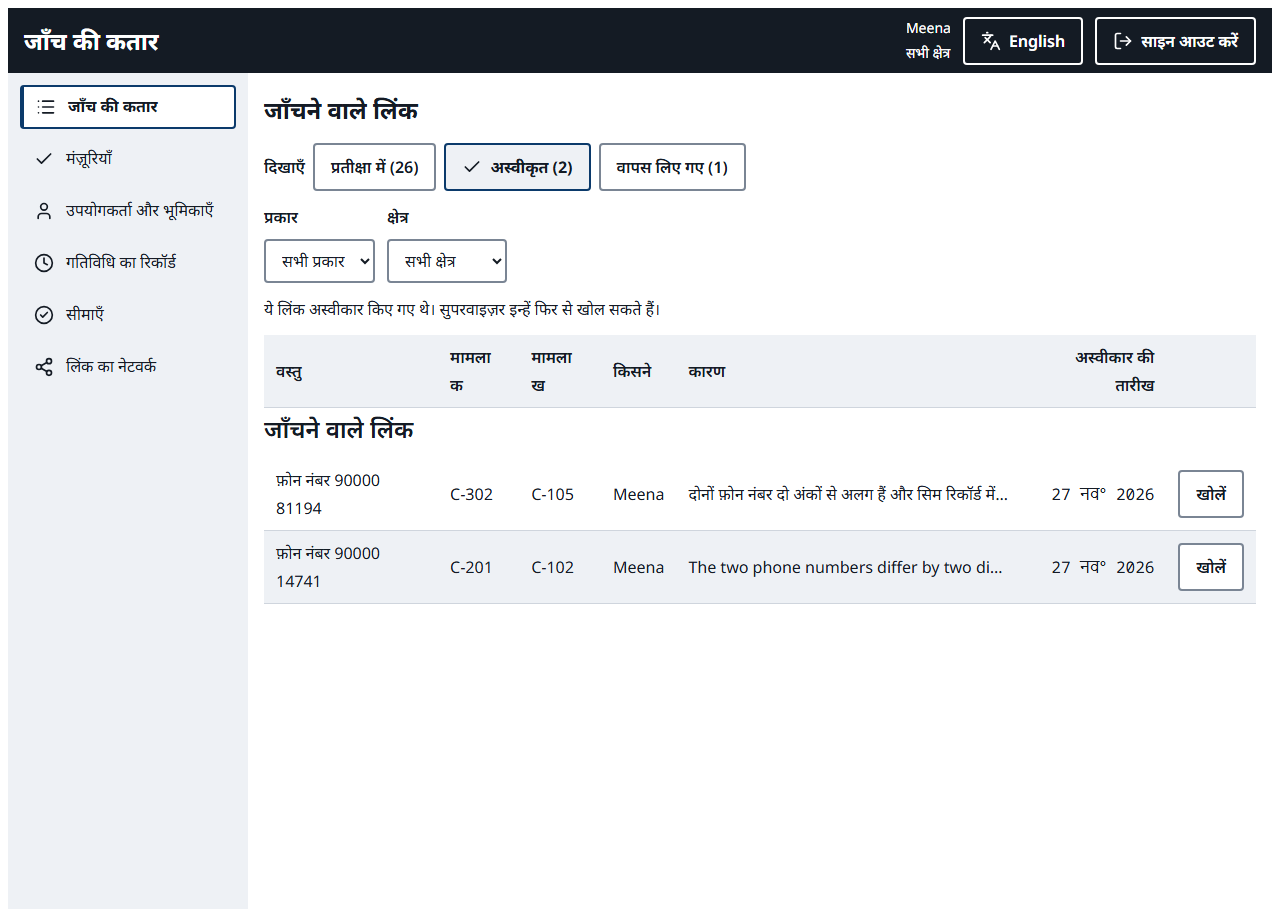 जाँच की कतार
Meena
सभी क्षेत्र
English
साइन आउट करें
जाँच की कतार
मंज़ूरियाँ
उपयोगकर्ता और भूमिकाएँ
गतिविधि का रिकॉर्ड
सीमाएँ
लिंक का नेटवर्क
जाँचने वाले लिंक
दिखाएँ प्रतीक्षा में (26) अस्वीकृत (2) वापस लिए गए (1)
प्रकार क्षेत्र
सभी प्रकार सभी क्षेत्र
ये लिंक अस्वीकार किए गए थे। सुपरवाइज़र इन्हें फिर से खोल सकते हैं।
वस्तु मामला क मामला ख किसने कारण अस्वीकार की तारीख
जाँचने वाले लिंक
फ़ोन नंबर 90000 81194 C-302 C-105 Meena दोनों फ़ोन नंबर दो अंकों से अलग हैं और सिम रिकॉर्ड में... 27 नव॰ 2026 खोलें
फ़ोन नंबर 90000 14741 C-201 C-102 Meena The two phone numbers differ by two di... 27 नव॰ 2026 खोलें